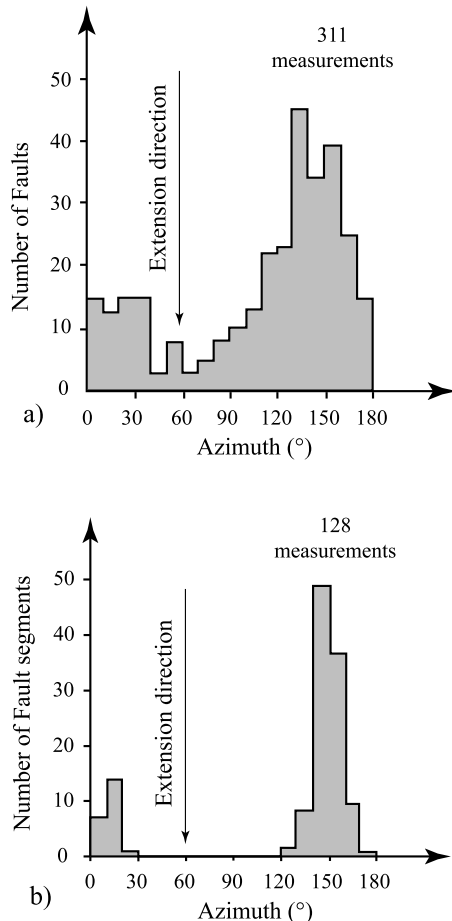 311
measurements
Number of Faults
Extension direction
50
40
30
20
10
0
0 30 60 90 120 150 180
Azimuth (°)
a)
128
measurements
Number of Fault segments
Extension direction
50
40
30
20
10
0
0 30 60 90 120 150 180
Azimuth (°)
b)